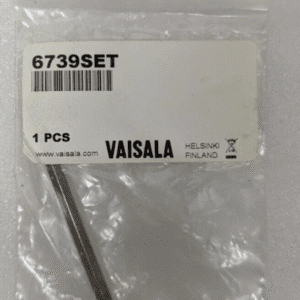 6739SET
1 PCS
www.vaisala.com VAISALA HELSINKI
FINLAND